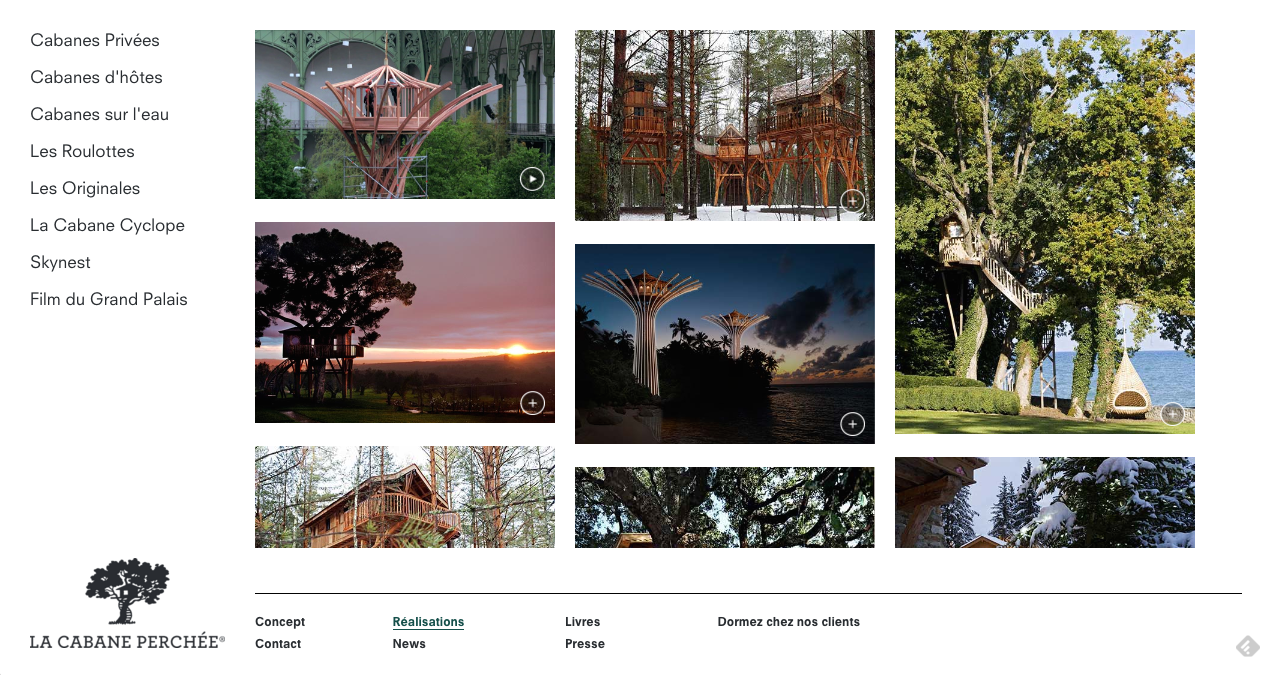 Cabanes Privées
Cabanes d'hôtes
Cabanes sur l'eau
Les Roulottes
Les Originales
La Cabane Cyclope
Skynest
Film du Grand Palais
LA CABANE PERCHÉE®
Concept
Réalisations
Livres
Dormez chez nos clients
Contact
News
Presse